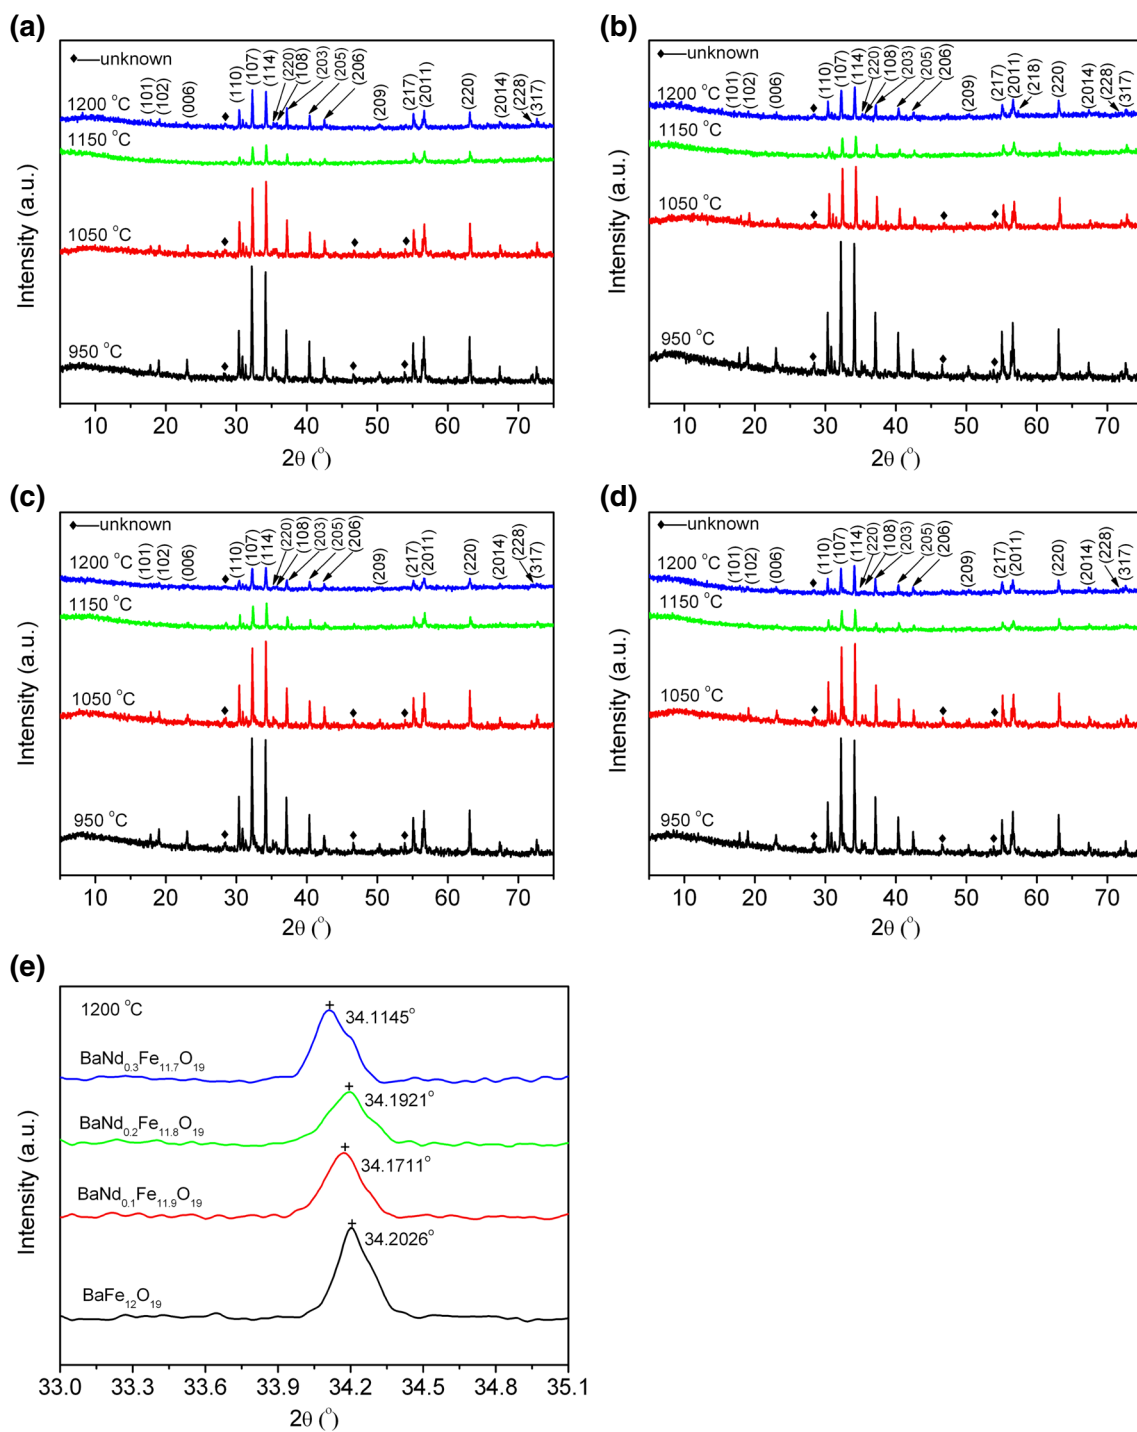 (a)
♦—unknown
1200 °C
(101)
(102)
(006)
(110)
(107)
(114)
(220)
(108)
(203)
(205)
(206)
(209)
(217)
(2011)
(220)
(2014)
(228)
(317)
1150 °C
1050 °C
950 °C
Intensity (a.u.)
10 20 30 40 50 60 70
2θ (°)
(b)
♦—unknown
1200 °C
(101)
(102)
(006)
(110)
(107)
(114)
(220)
(108)
(203)
(205)
(206)
(209)
(217)
(2011)
(218)
(220)
(2014)
(228)
(317)
1150 °C
1050 °C
950 °C
Intensity (a.u.)
10 20 30 40 50 60 70
2θ (°)
(c)
♦—unknown
1200 °C
(101)
(102)
(006)
(110)
(107)
(114)
(220)
(108)
(203)
(205)
(206)
(209)
(217)
(2011)
(220)
(2014)
(228)
(317)
1150 °C
1050 °C
950 °C
Intensity (a.u.)
10 20 30 40 50 60 70
2θ (°)
(d)
♦—unknown
1200 °C
(101)
(102)
(006)
(110)
(107)
(114)
(220)
(108)
(203)
(205)
(206)
(209)
(217)
(2011)
(220)
(2014)
(228)
(317)
1150 °C
1050 °C
950 °C
Intensity (a.u.)
10 20 30 40 50 60 70
2θ (°)
(e)
1200 °C
34.1145°
BaNd0.3Fe11.7O19
34.1921°
BaNd0.2Fe11.8O19
34.1711°
BaNd0.1Fe11.9O19
34.2026°
BaFe12O19
Intensity (a.u.)
33.0 33.3 33.6 33.9 34.2 34.5 34.8 35.1
2θ (°)